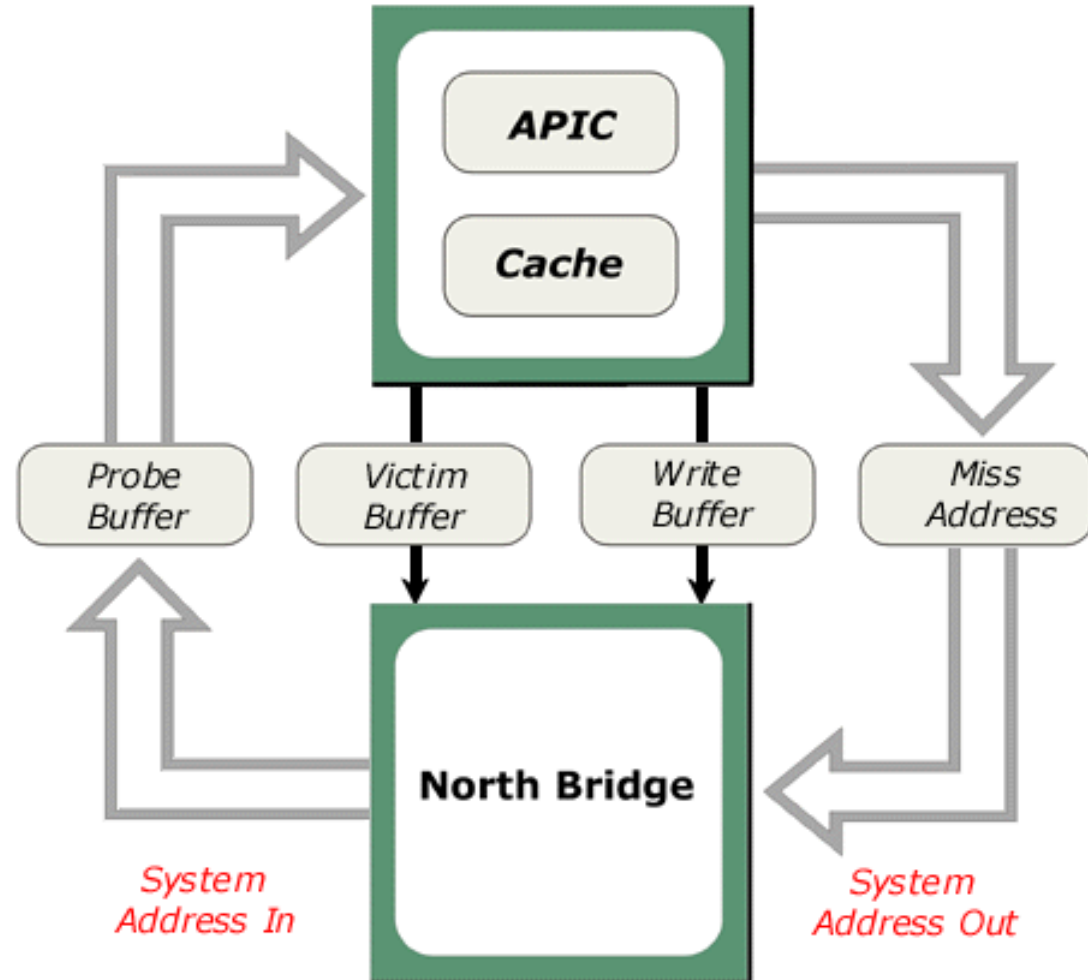 APIC
Cache
Probe
Buffer
Victim
Buffer
Write
Buffer
Miss
Address
North Bridge
System
Address In
System
Address Out